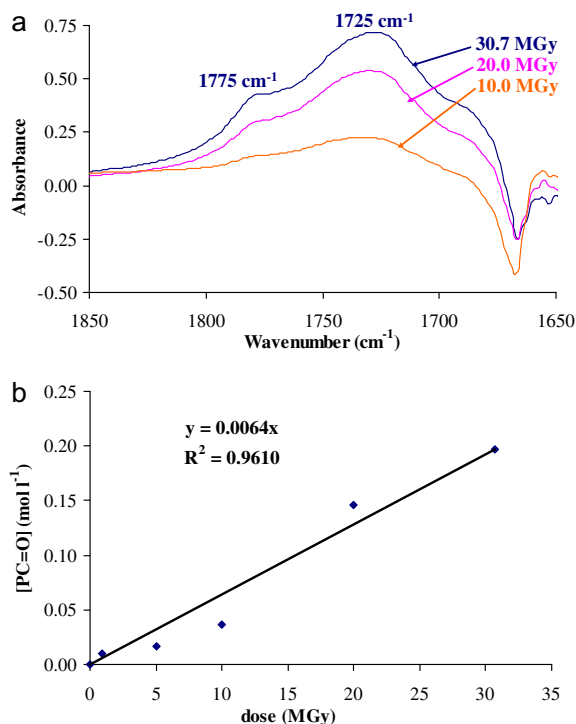 a
0.75
0.50
0.25
0.00
-0.25
-0.50
Absorbance
1775 cm⁻¹
1725 cm⁻¹
30.7 MGy
20.0 MGy
10.0 MGy
1850 1800 1750 1700 1650
Wavenumber (cm⁻¹)
b
0.25
0.20
0.15
0.10
0.05
0.00
[PC=O] (mol l⁻¹)
y = 0.0064x
R² = 0.9610
0 5 10 15 20 25 30 35
dose (MGy)